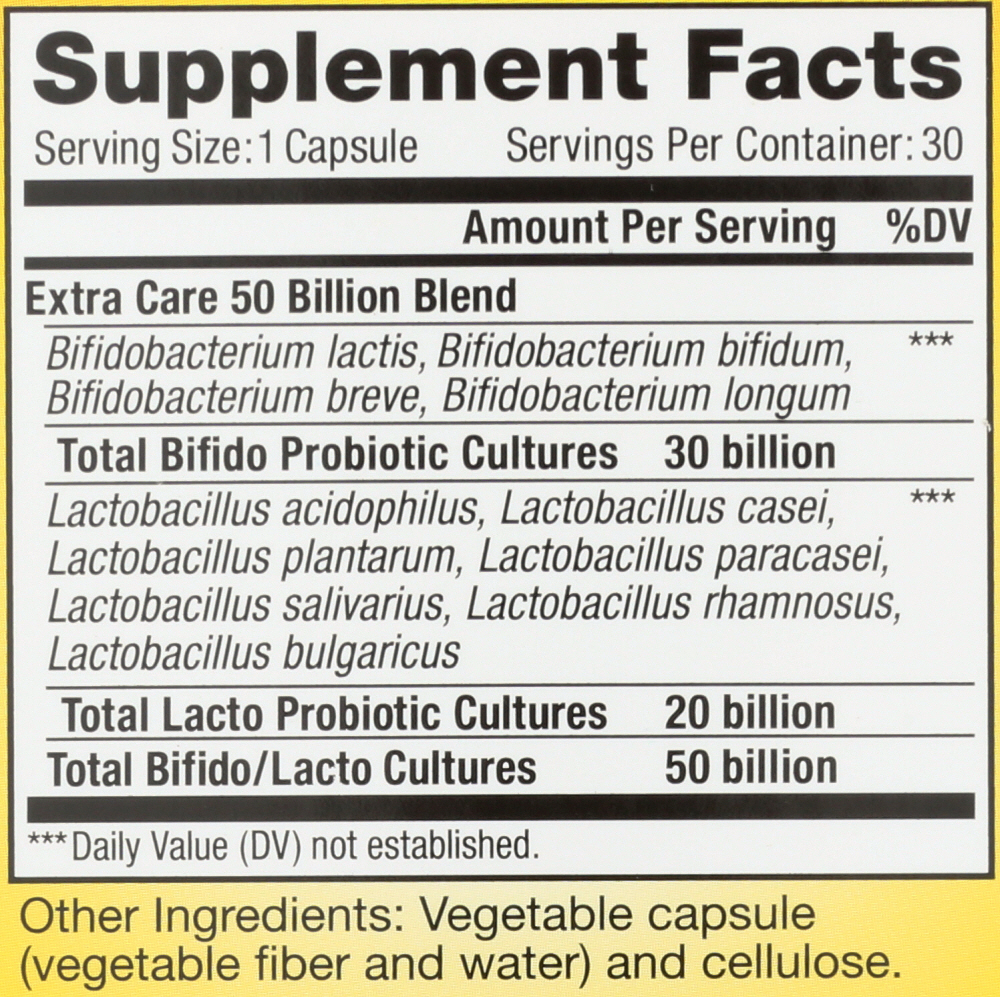 Supplement Facts
Serving Size: 1 Capsule Servings Per Container: 30
Amount Per Serving %DV
Extra Care 50 Billion Blend
Bifidobacterium lactis, Bifidobacterium bifidum, ***
Bifidobacterium breve, Bifidobacterium longum
Total Bifido Probiotic Cultures 30 billion
Lactobacillus acidophilus, Lactobacillus casei, ***
Lactobacillus plantarum, Lactobacillus paracasei,
Lactobacillus salivarius, Lactobacillus rhamnosus,
Lactobacillus bulgaricus
Total Lacto Probiotic Cultures 20 billion
Total Bifido/Lacto Cultures 50 billion
***Daily Value (DV) not established.
Other Ingredients: Vegetable capsule
(vegetable fiber and water) and cellulose.